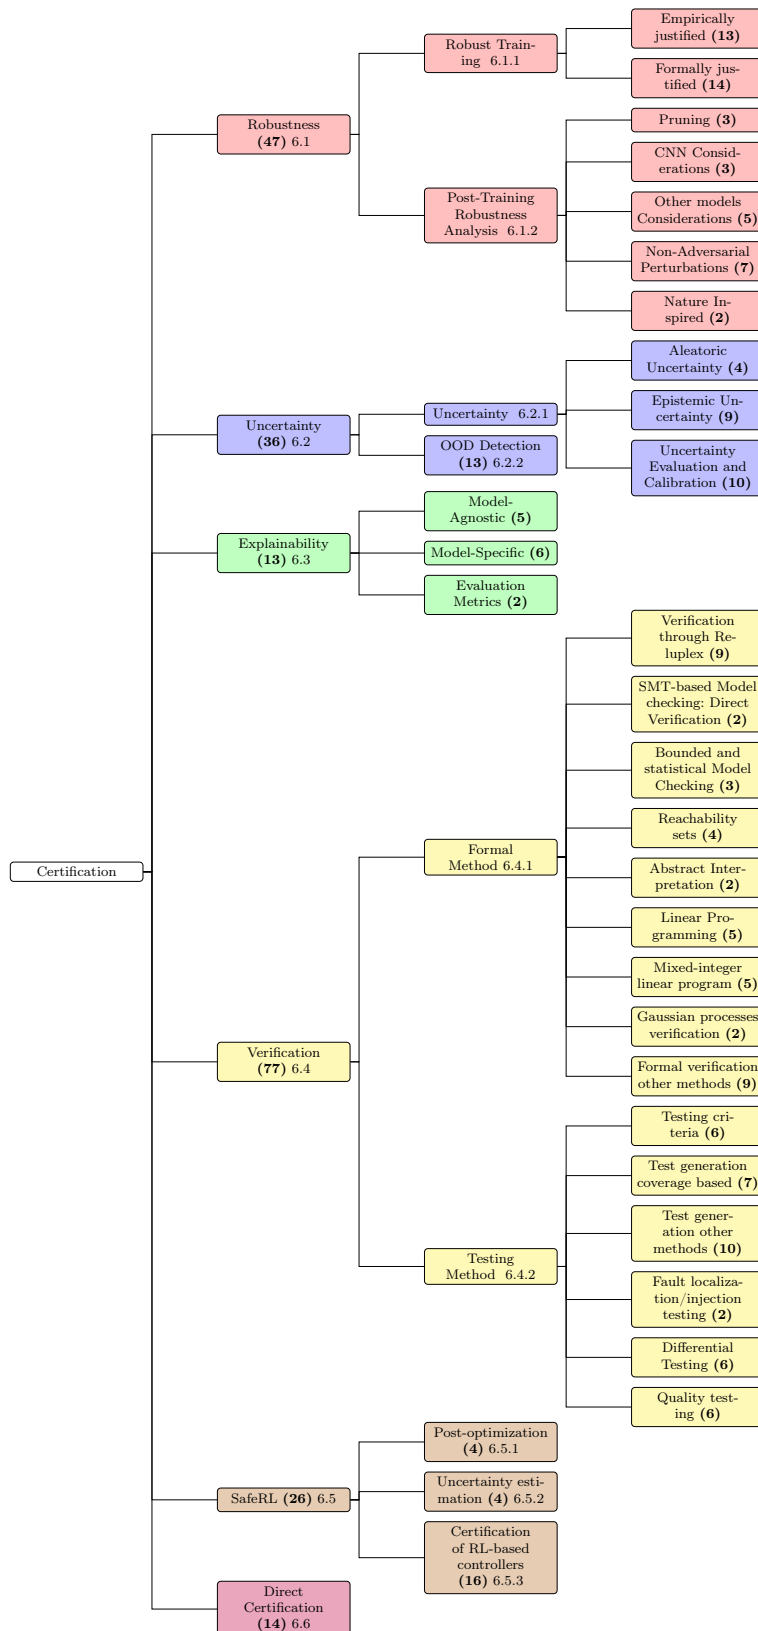 Certification
Robustness
(47) 6.1
Robust Train-
ing 6.1.1
Empirically
justified (13)
Formally jus-
tified (14)
Post-Training
Robustness
Analysis 6.1.2
Pruning (3)
CNN Consid-
erations (3)
Other models
Considerations (5)
Non-Adversarial
Perturbations (7)
Nature In-
spired (2)
Uncertainty
(36) 6.2
Uncertainty 6.2.1
Aleatoric
Uncertainty (4)
Epistemic Un-
certainty (9)
Uncertainty
Evaluation and
Calibration (10)
OOD Detection
(13) 6.2.2
Explainability
(13) 6.3
Model-
Agnostic (5)
Model-Specific (6)
Evaluation
Metrics (2)
Verification
(77) 6.4
Formal
Method 6.4.1
Verification
through Re-
luplex (9)
SMT-based Model
checking: Direct
Verification (2)
Bounded and
statistical Model
Checking (3)
Reachability
sets (4)
Abstract Inter-
pretation (2)
Linear Pro-
gramming (5)
Mixed-integer
linear program (5)
Gaussian processes
verification (2)
Formal verification
other methods (9)
Testing
Method 6.4.2
Testing cri-
teria (6)
Test generation
coverage based (7)
Test gener-
ation other
methods (10)
Fault localiza-
tion/injection
testing (2)
Differential
Testing (6)
Quality test-
ing (6)
SafeRL (26) 6.5
Post-optimization
(4) 6.5.1
Uncertainty esti-
mation (4) 6.5.2
Certification
of RL-based
controllers
(16) 6.5.3
Direct
Certification
(14) 6.6